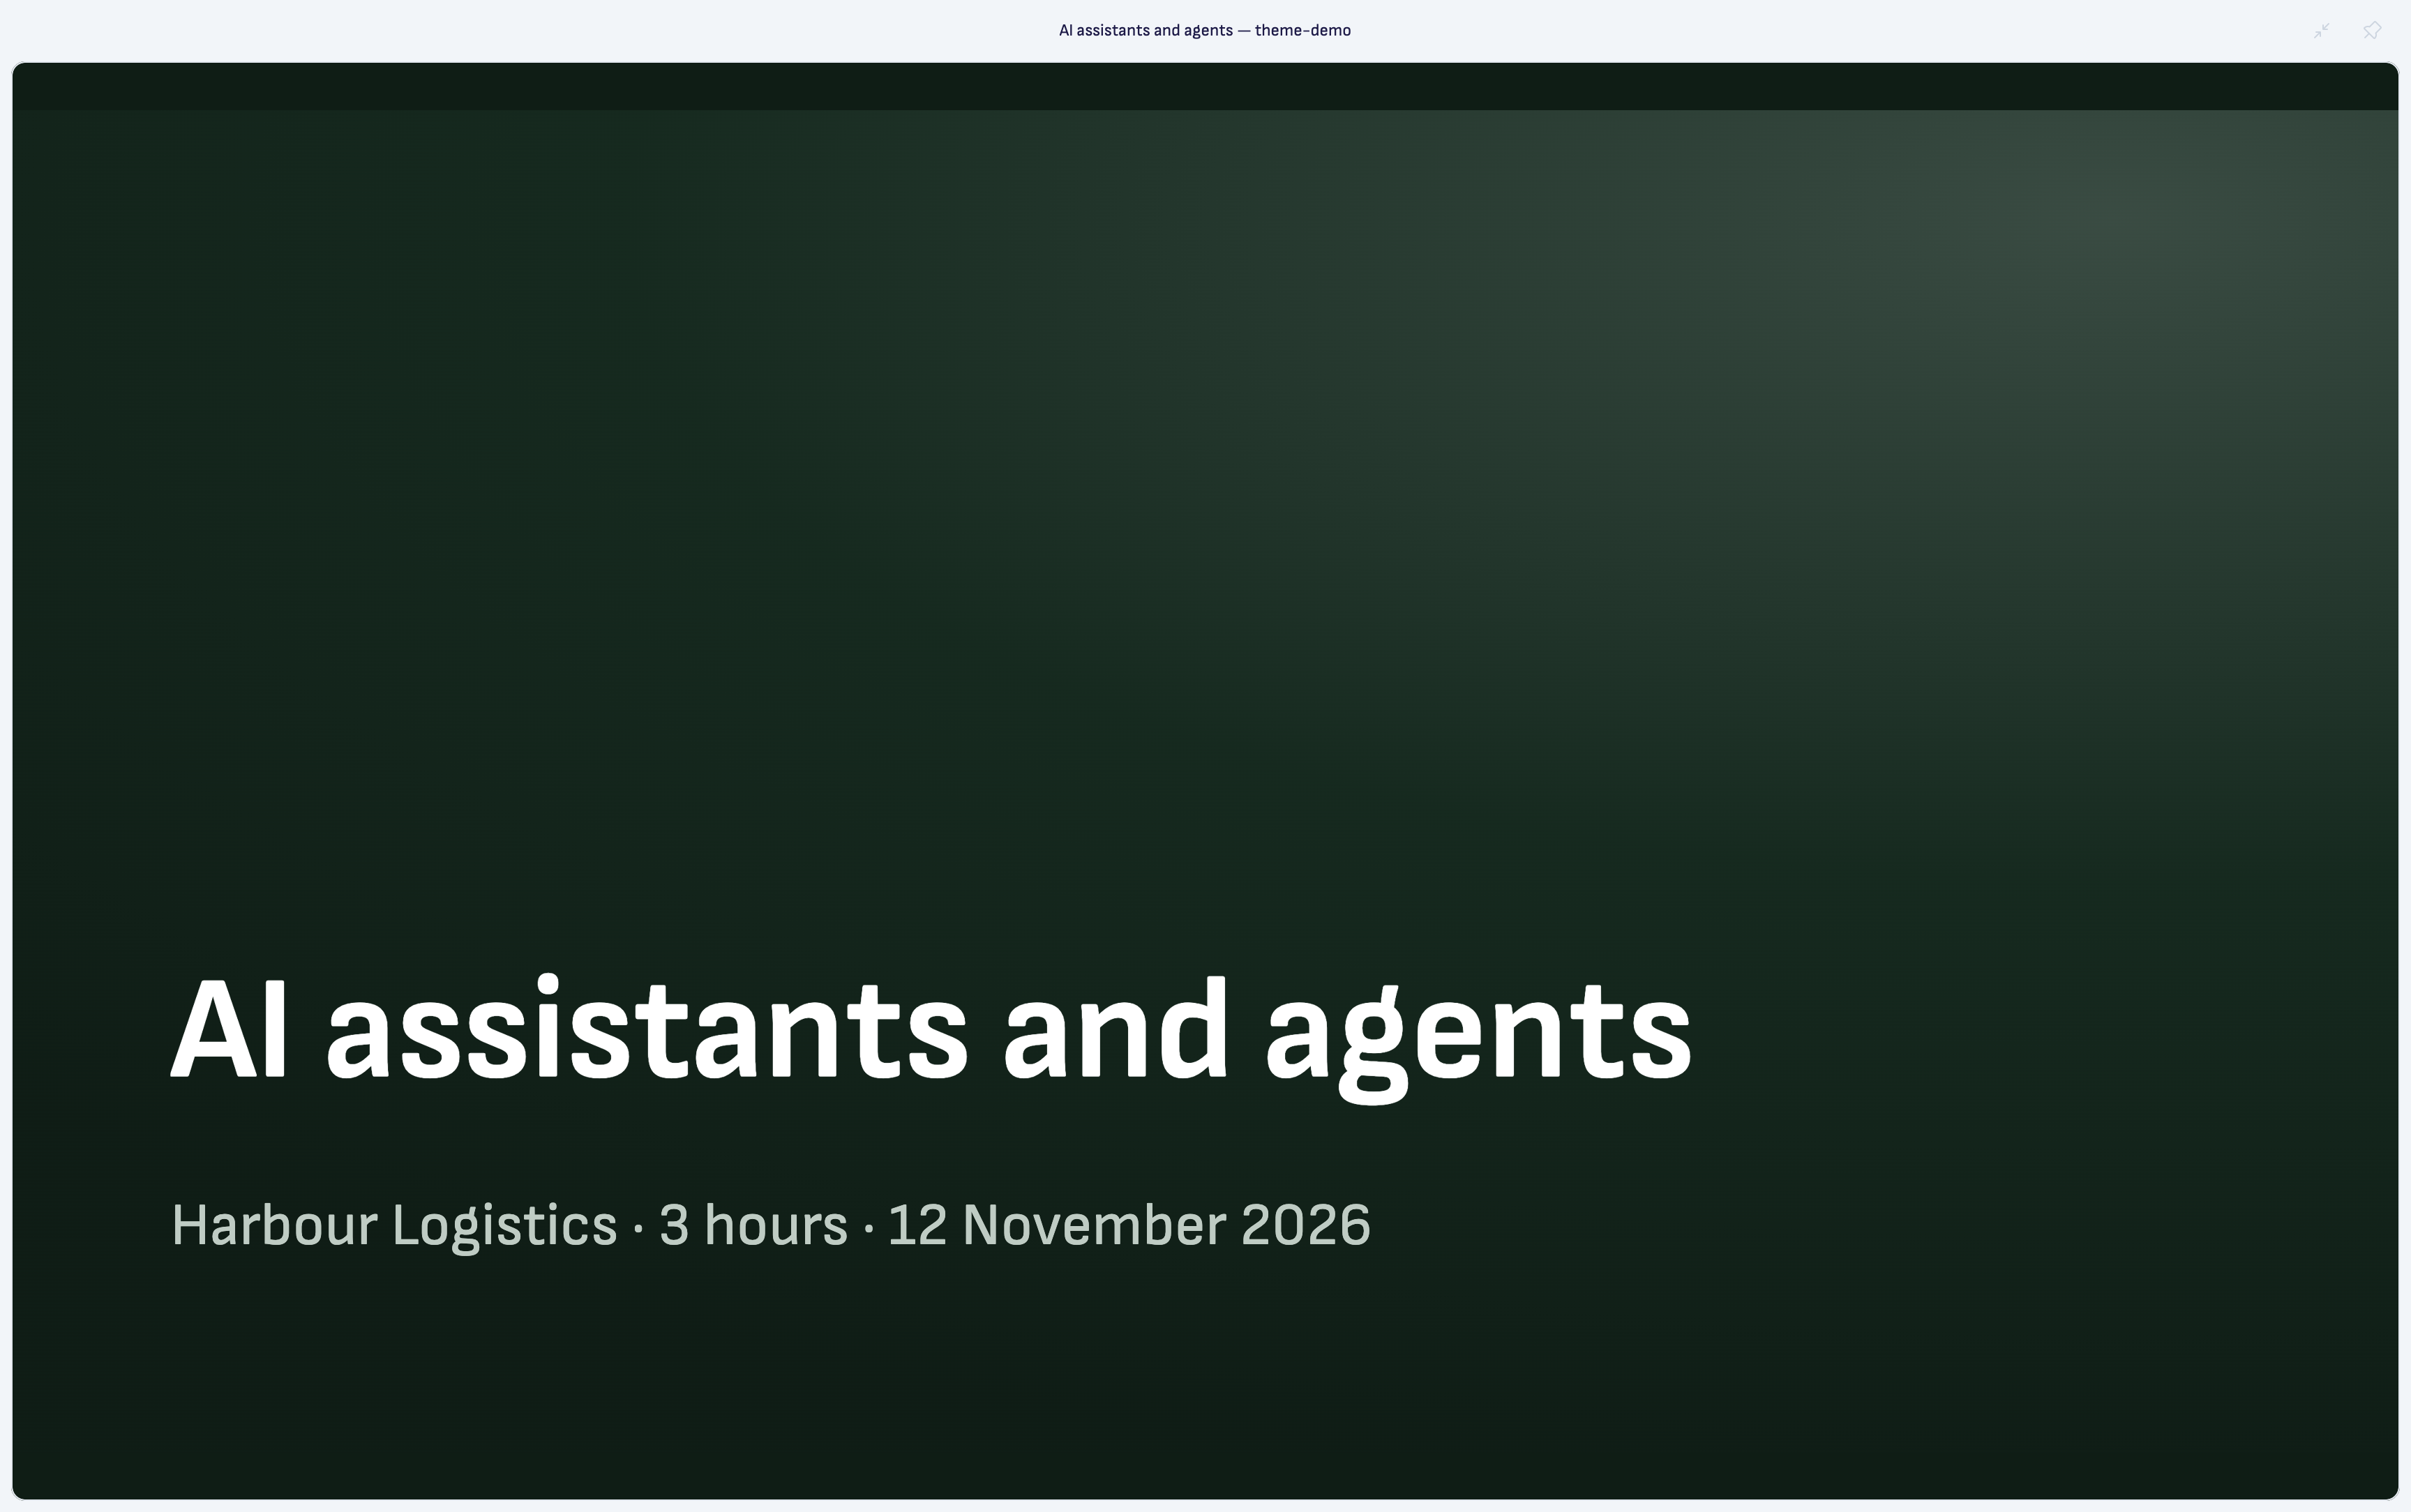 AI assistants and agents — theme-demo
AI assistants and agents
Harbour Logistics · 3 hours · 12 November 2026